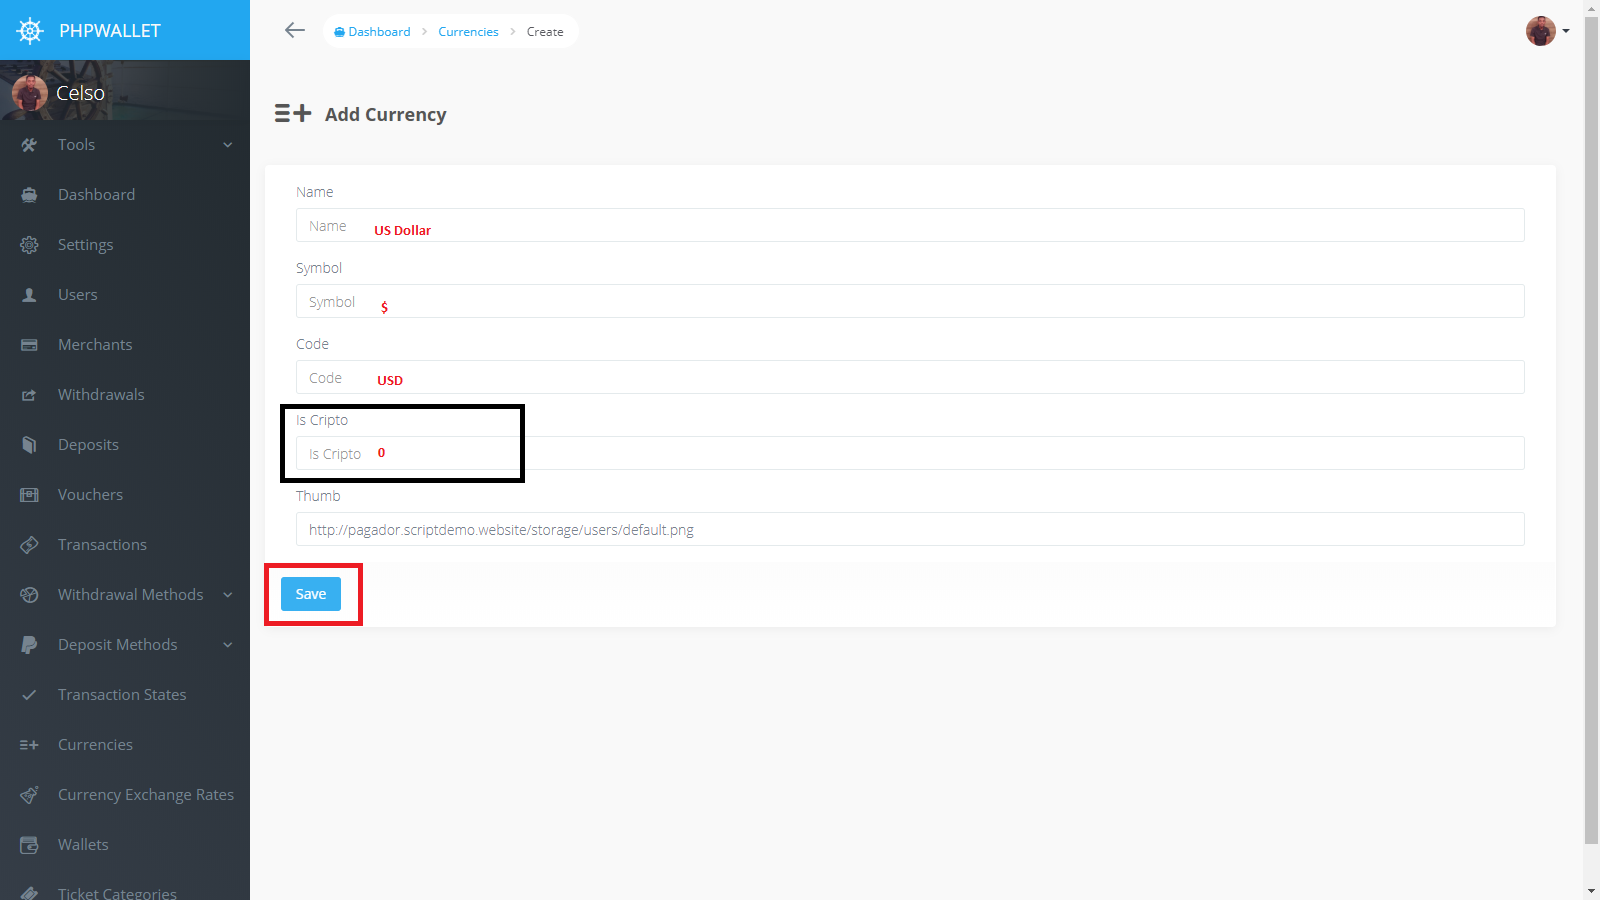 PHPWALLET
Dashboard
Currencies
Create
Celso
Add Currency
Tools
Dashboard
Settings
Users
Merchants
Withdrawals
Deposits
Vouchers
Transactions
Withdrawal Methods
Deposit Methods
Transaction States
Currencies
Currency Exchange Rates
Wallets
Ticket Categories
Name
Name US Dollar
Symbol
Symbol $
Code
Code USD
Is Cripto
Is Cripto 0
Thumb
http://pagador.scriptdemo.website/storage/users/default.png
Save